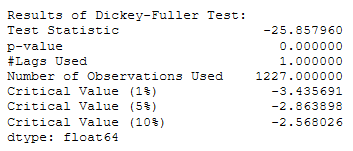 Results of Dickey-Fuller Test:
Test Statistic -25.857960
p-value 0.000000
#Lags Used 1.000000
Number of Observations Used 1227.000000
Critical Value (1%) -3.435691
Critical Value (5%) -2.863898
Critical Value (10%) -2.568026
dtype: float64